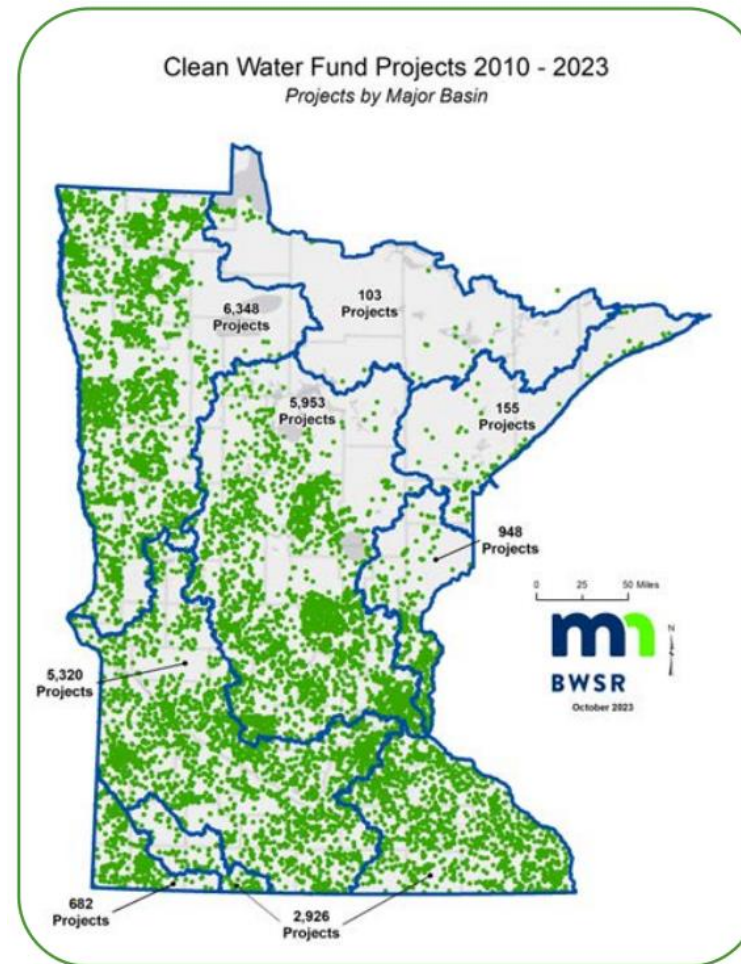 Clean Water Fund Projects 2010 - 2023
Projects by Major Basin
6,348
Projects
103
Projects
5,953
Projects
155
Projects
948
Projects
0 25 50 Miles
N
mn
BWSR
October 2023
5,320
Projects
682
Projects
2,926
Projects